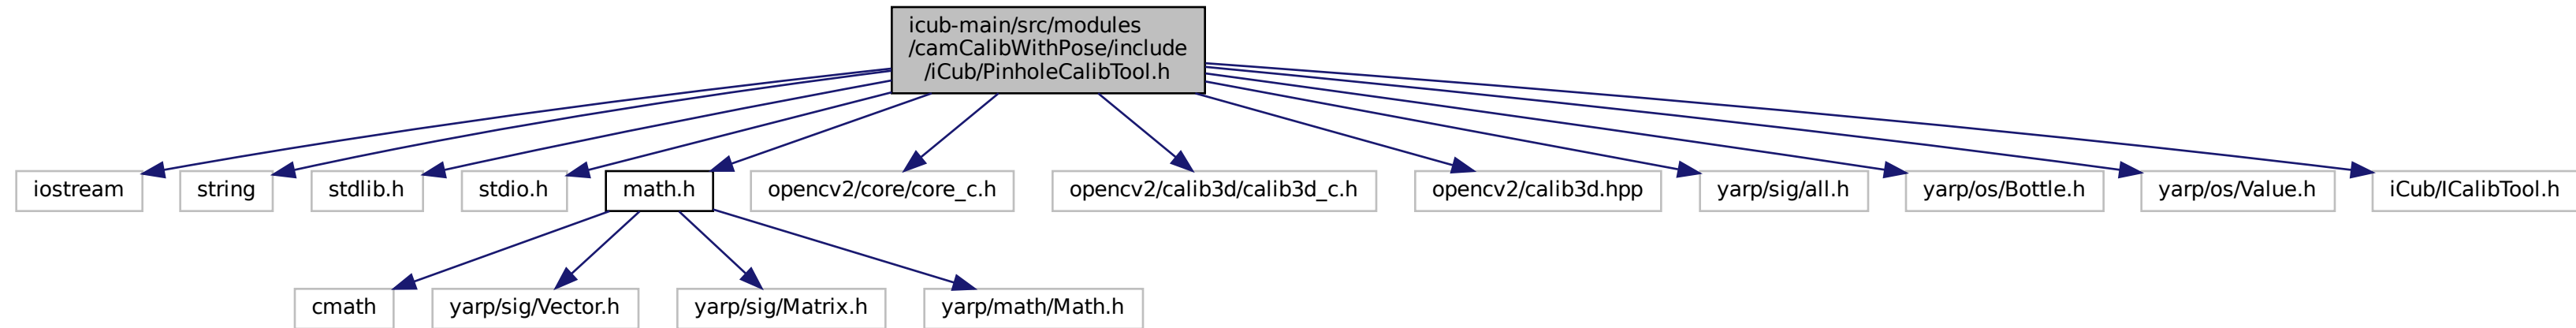 icub-main/src/modules
/camCalibWithPose/include
/iCub/PinholeCalibTool.h
iostream
string
stdlib.h
stdio.h
math.h
opencv2/core/core_c.h
opencv2/calib3d/calib3d_c.h
opencv2/calib3d.hpp
yarp/sig/all.h
yarp/os/Bottle.h
yarp/os/Value.h
iCub/ICalibTool.h
cmath
yarp/sig/Vector.h
yarp/sig/Matrix.h
yarp/math/Math.h